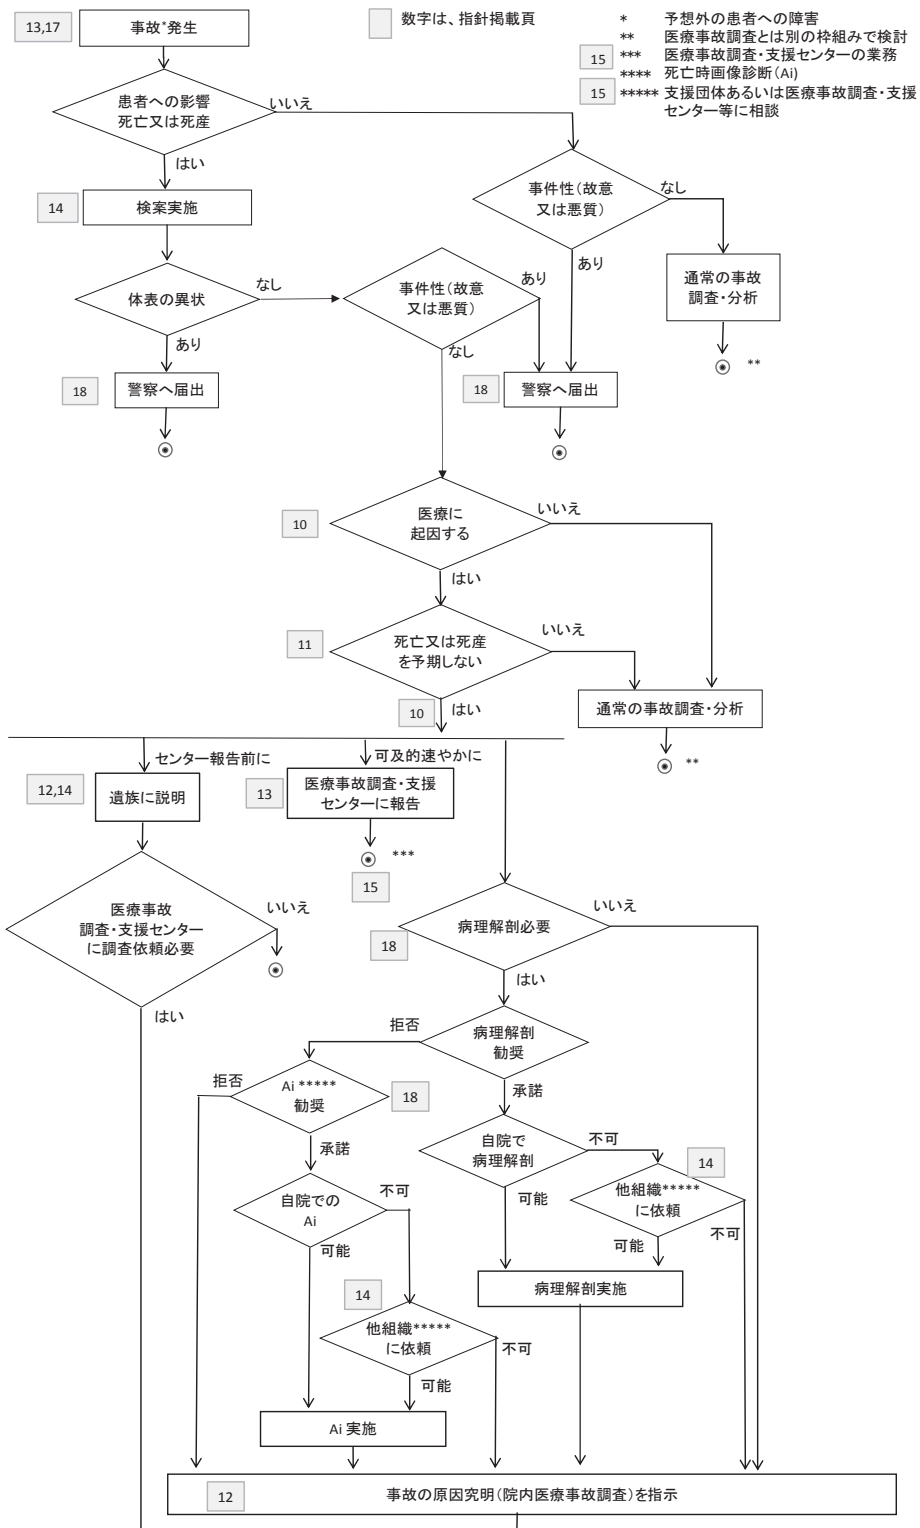 13,17
事故*発生
数字は、指針掲載頁
* 予想外の患者への障害
** 医療事故調査とは別の枠組みで検討
15 *** 医療事故調査・支援センターの業務
**** 死亡時画像診断(Ai)
15 ***** 支援団体あるいは医療事故調査・支援
センター等に相談
患者への影響
死亡又は死産
いいえ
はい
14
検案実施
事件性(故意
又は悪質)
なし
あり
通常の事故
調査・分析
**
体表の異状
なし
あり
事件性(故意
又は悪質)
あり
なし
18
警察へ届出
18
警察へ届出
10
医療に
起因する
いいえ
はい
11
死亡又は死産
を予期しない
いいえ
10
はい
通常の事故調査・分析
**
センター報告前に
可及的速やかに
12,14
遺族に説明
13
医療事故調査・支援
センターに報告
***
15
医療事故
調査・支援センター
に調査依頼必要
いいえ
はい
18
病理解剖必要
いいえ
はい
病理解剖
勧奨
拒否
承諾
Ai *****
勧奨
18
拒否
承諾
自院で
病理解剖
不可
可能
14
他組織*****
に依頼
可能
不可
自院での
Ai
不可
可能
病理解剖実施
14
他組織*****
に依頼
不可
可能
Ai 実施
12
事故の原因究明(院内医療事故調査)を指示